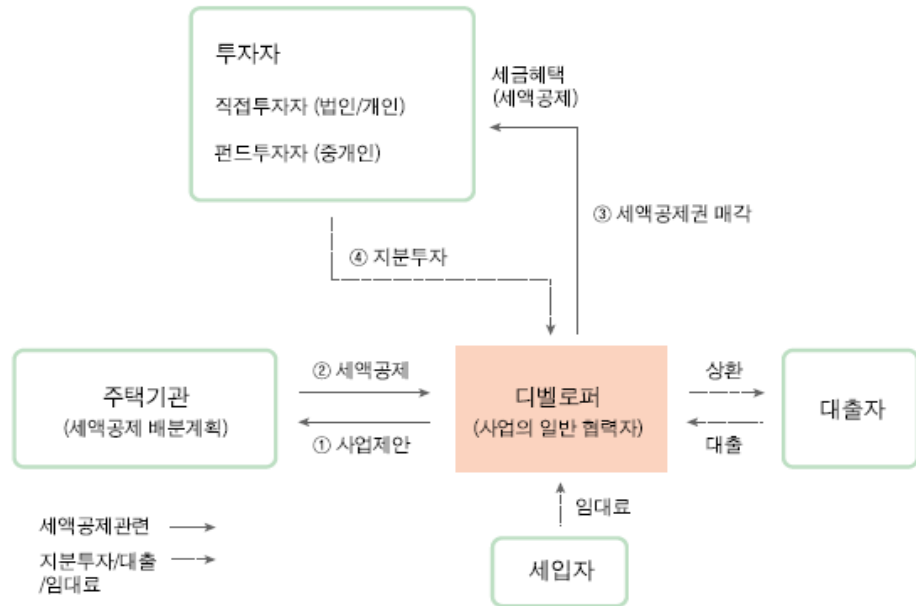 투자자
직접투자자 (법인/개인)
펀드투자자 (중개인)
세금혜택
(세액공제)
③ 세액공제권 매각
④ 지분투자
주택기관
(세액공제 배분계획)
② 세액공제
① 사업제안
디벨로퍼
(사업의 일반 협력자)
상환
대출
대출자
임대료
세입자
세액공제관련
지분투자/대출
/임대료